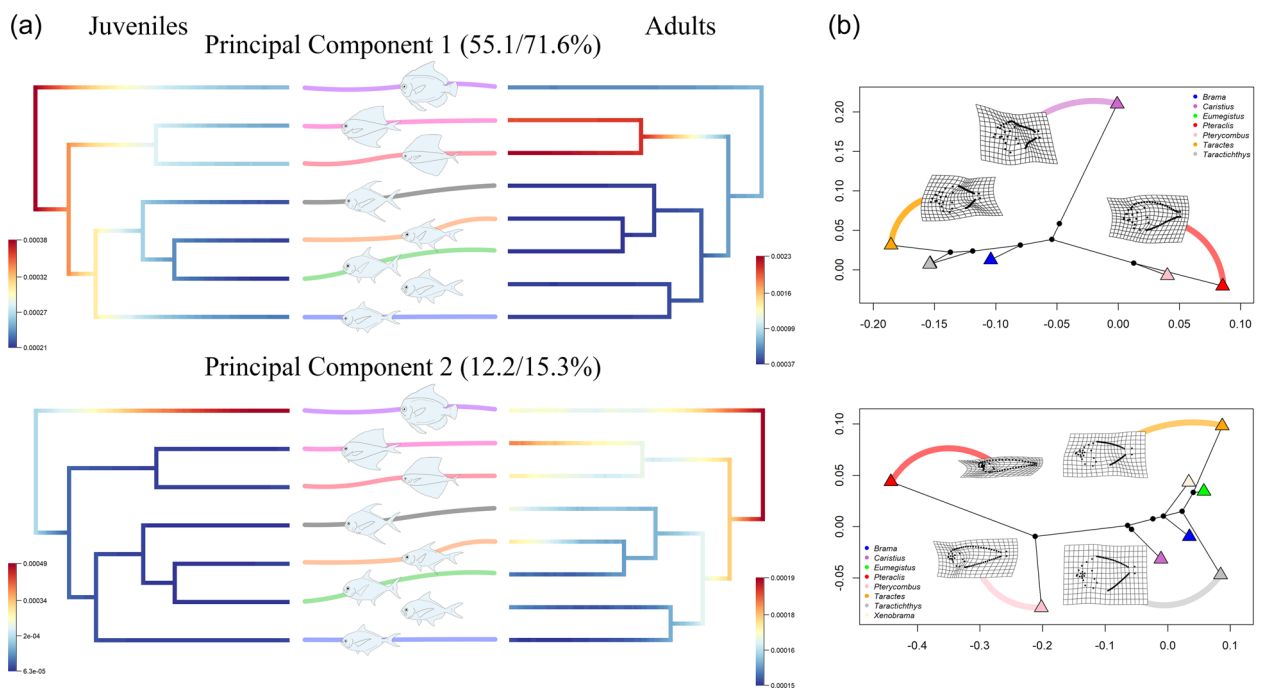 (a)
Juveniles
Adults
Principal Component 1 (55.1/71.6%)
0.00038
0.00032
0.00027
0.00021
0.0023
0.0016
0.00099
0.00037
Principal Component 2 (12.2/15.3%)
0.00049
0.00034
2e-04
6.3e-05
0.00019
0.00018
0.00016
0.00015
(b)
Brama
Caristius
Eumegistus
Pteraclis
Pterycombus
Taractes
Taractichthys
0.20
0.15
0.10
0.05
0.00
-0.20 -0.15 -0.10 -0.05 0.00 0.05 0.10
0.10
0.05
0.00
-0.05
Brama
Caristius
Eumegistus
Pteraclis
Pterycombus
Taractes
Taractichthys
Xenobrama
-0.4 -0.3 -0.2 -0.1 0.0 0.1